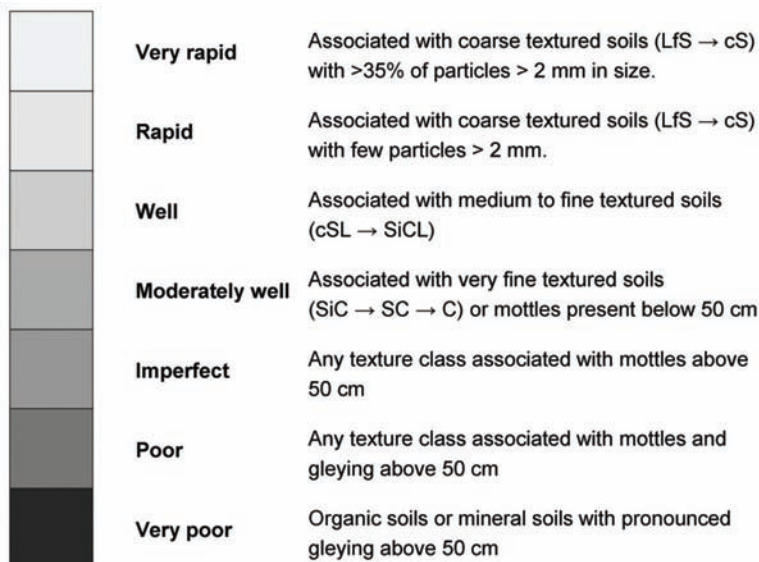 Very rapid
Associated with coarse textured soils (LfS → cS)
with >35% of particles > 2 mm in size.
Rapid
Associated with coarse textured soils (LfS → cS)
with few particles > 2 mm.
Well
Associated with medium to fine textured soils
(cSL → SiCL)
Moderately well
Associated with very fine textured soils
(SiC → SC → C) or mottles present below 50 cm
Imperfect
Any texture class associated with mottles above
50 cm
Poor
Any texture class associated with mottles and
gleying above 50 cm
Very poor
Organic soils or mineral soils with pronounced
gleying above 50 cm